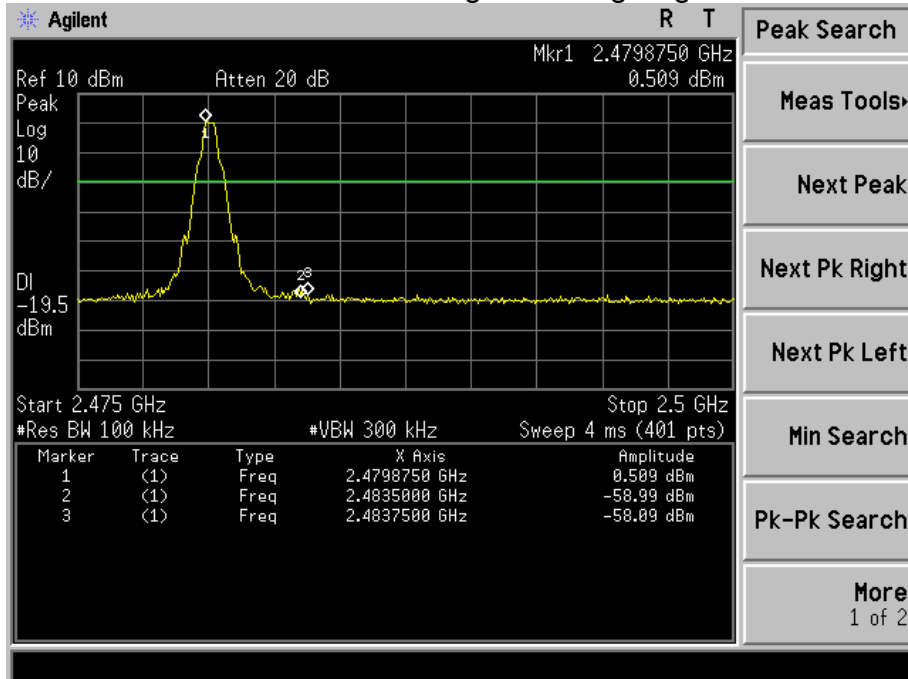 Agilent R T
Mkr1 2.4798750 GHz
Ref 10 dBm Atten 20 dB 0.509 dBm
Peak
Log
10
dB/
1
2 3
DI
-19.5
dBm
Start 2.475 GHz Stop 2.5 GHz
#Res BW 100 kHz #VBW 300 kHz Sweep 4 ms (401 pts)
Marker Trace Type X Axis Amplitude
1 (1) Freq 2.4798750 GHz 0.509 dBm
2 (1) Freq 2.4835000 GHz -58.99 dBm
3 (1) Freq 2.4837500 GHz -58.09 dBm
Peak Search
Meas Tools
Next Peak
Next Pk Right
Next Pk Left
Min Search
Pk-Pk Search
More
1 of 2